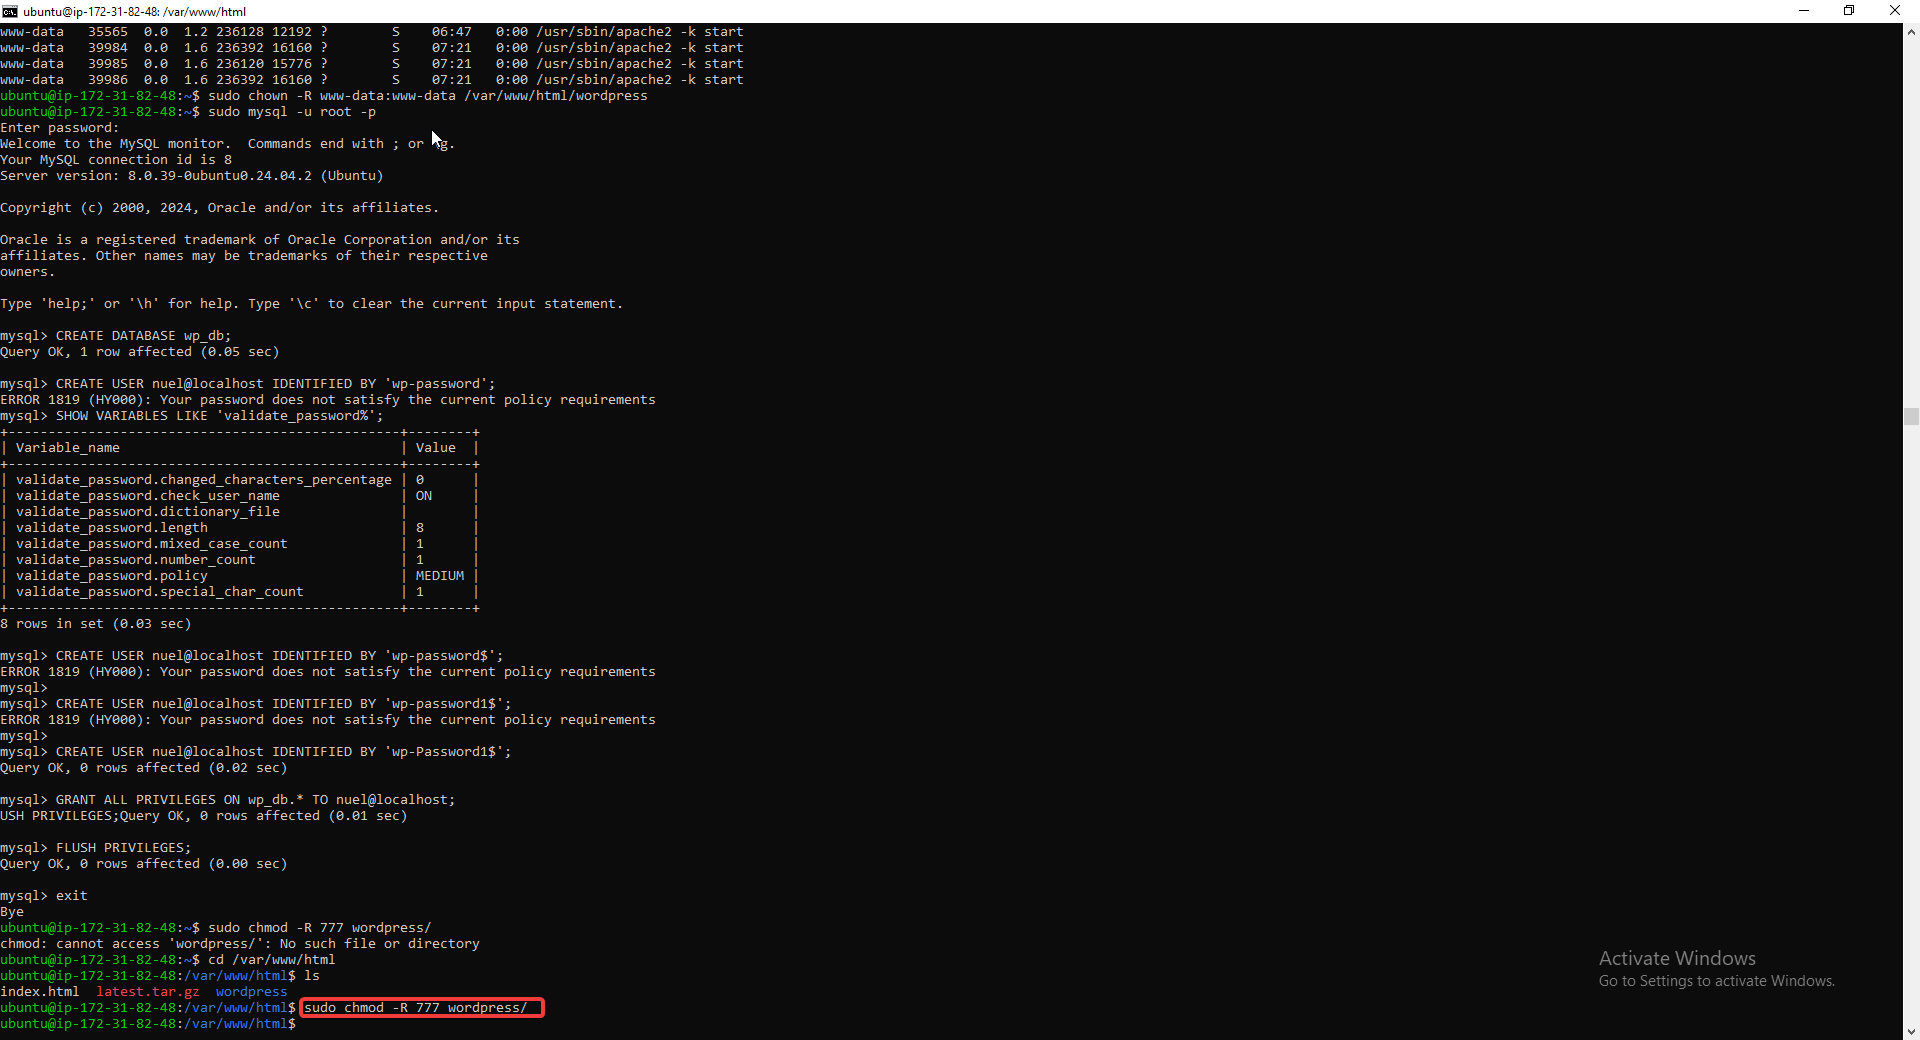 ubuntu@ip-172-31-82-48: /var/www/html
www-data   35565  0.0  1.2 236128 12192 ?        S    06:47   0:00 /usr/sbin/apache2 -k start
www-data   39984  0.0  1.6 236392 16160 ?        S    07:21   0:00 /usr/sbin/apache2 -k start
www-data   39985  0.0  1.6 236120 15776 ?        S    07:21   0:00 /usr/sbin/apache2 -k start
www-data   39986  0.0  1.6 236392 16160 ?        S    07:21   0:00 /usr/sbin/apache2 -k start
ubuntu@ip-172-31-82-48:~$ sudo chown -R www-data:www-data /var/www/html/wordpress
ubuntu@ip-172-31-82-48:~$ sudo mysql -u root -p
Enter password:
Welcome to the MySQL monitor.  Commands end with ; or \g.
Your MySQL connection id is 8
Server version: 8.0.39-0ubuntu0.24.04.2 (Ubuntu)

Copyright (c) 2000, 2024, Oracle and/or its affiliates.

Oracle is a registered trademark of Oracle Corporation and/or its
affiliates. Other names may be trademarks of their respective
owners.

Type 'help;' or '\h' for help. Type '\c' to clear the current input statement.

mysql> CREATE DATABASE wp_db;
Query OK, 1 row affected (0.05 sec)

mysql> CREATE USER nuel@localhost IDENTIFIED BY 'wp-password';
ERROR 1819 (HY000): Your password does not satisfy the current policy requirements
mysql> SHOW VARIABLES LIKE 'validate_password%';
+-------------------------------------------------+--------+
| Variable_name                                   | Value  |
+-------------------------------------------------+--------+
| validate_password.changed_characters_percentage | 0      |
| validate_password.check_user_name               | ON     |
| validate_password.dictionary_file               |        |
| validate_password.length                        | 8      |
| validate_password.mixed_case_count              | 1      |
| validate_password.number_count                  | 1      |
| validate_password.policy                        | MEDIUM |
| validate_password.special_char_count            | 1      |
+-------------------------------------------------+--------+
8 rows in set (0.03 sec)

mysql> CREATE USER nuel@localhost IDENTIFIED BY 'wp-password$';
ERROR 1819 (HY000): Your password does not satisfy the current policy requirements
mysql>
mysql> CREATE USER nuel@localhost IDENTIFIED BY 'wp-password1$';
ERROR 1819 (HY000): Your password does not satisfy the current policy requirements
mysql>
mysql> CREATE USER nuel@localhost IDENTIFIED BY 'wp-Password1$';
Query OK, 0 rows affected (0.02 sec)

mysql> GRANT ALL PRIVILEGES ON wp_db.* TO nuel@localhost;
USH PRIVILEGES;Query OK, 0 rows affected (0.01 sec)

mysql> FLUSH PRIVILEGES;
Query OK, 0 rows affected (0.00 sec)

mysql> exit
Bye
ubuntu@ip-172-31-82-48:~$ sudo chmod -R 777 wordpress/
chmod: cannot access 'wordpress/': No such file or directory
ubuntu@ip-172-31-82-48:~$ cd /var/www/html
ubuntu@ip-172-31-82-48:/var/www/html$ ls
index.html  latest.tar.gz  wordpress
ubuntu@ip-172-31-82-48:/var/www/html$ sudo chmod -R 777 wordpress/
ubuntu@ip-172-31-82-48:/var/www/html$
Activate Windows
Go to Settings to activate Windows.